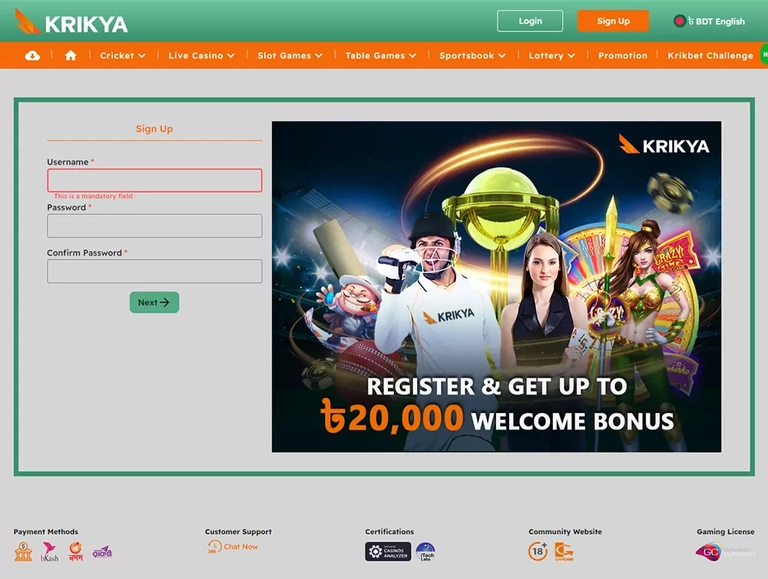 KRIKYA
Login
Sign Up
৳ BDT English
Cricket
Live Casino
Slot Games
Table Games
Sportsbook
Lottery
Promotion
Krikbet Challenge
Sign Up
Username *
This is a mandatory field
Password *
Confirm Password *
Next
KRIKYA
CRAZY!
TIME
KRIKYA
REGISTER & GET UP TO
৳20,000 WELCOME BONUS
Payment Methods
Customer Support
Certifications
Community Website
Gaming License
bKash
নগদ
24h
Chat Now
CASINOS
ANALYZER
iTech
Labs
18+
GC